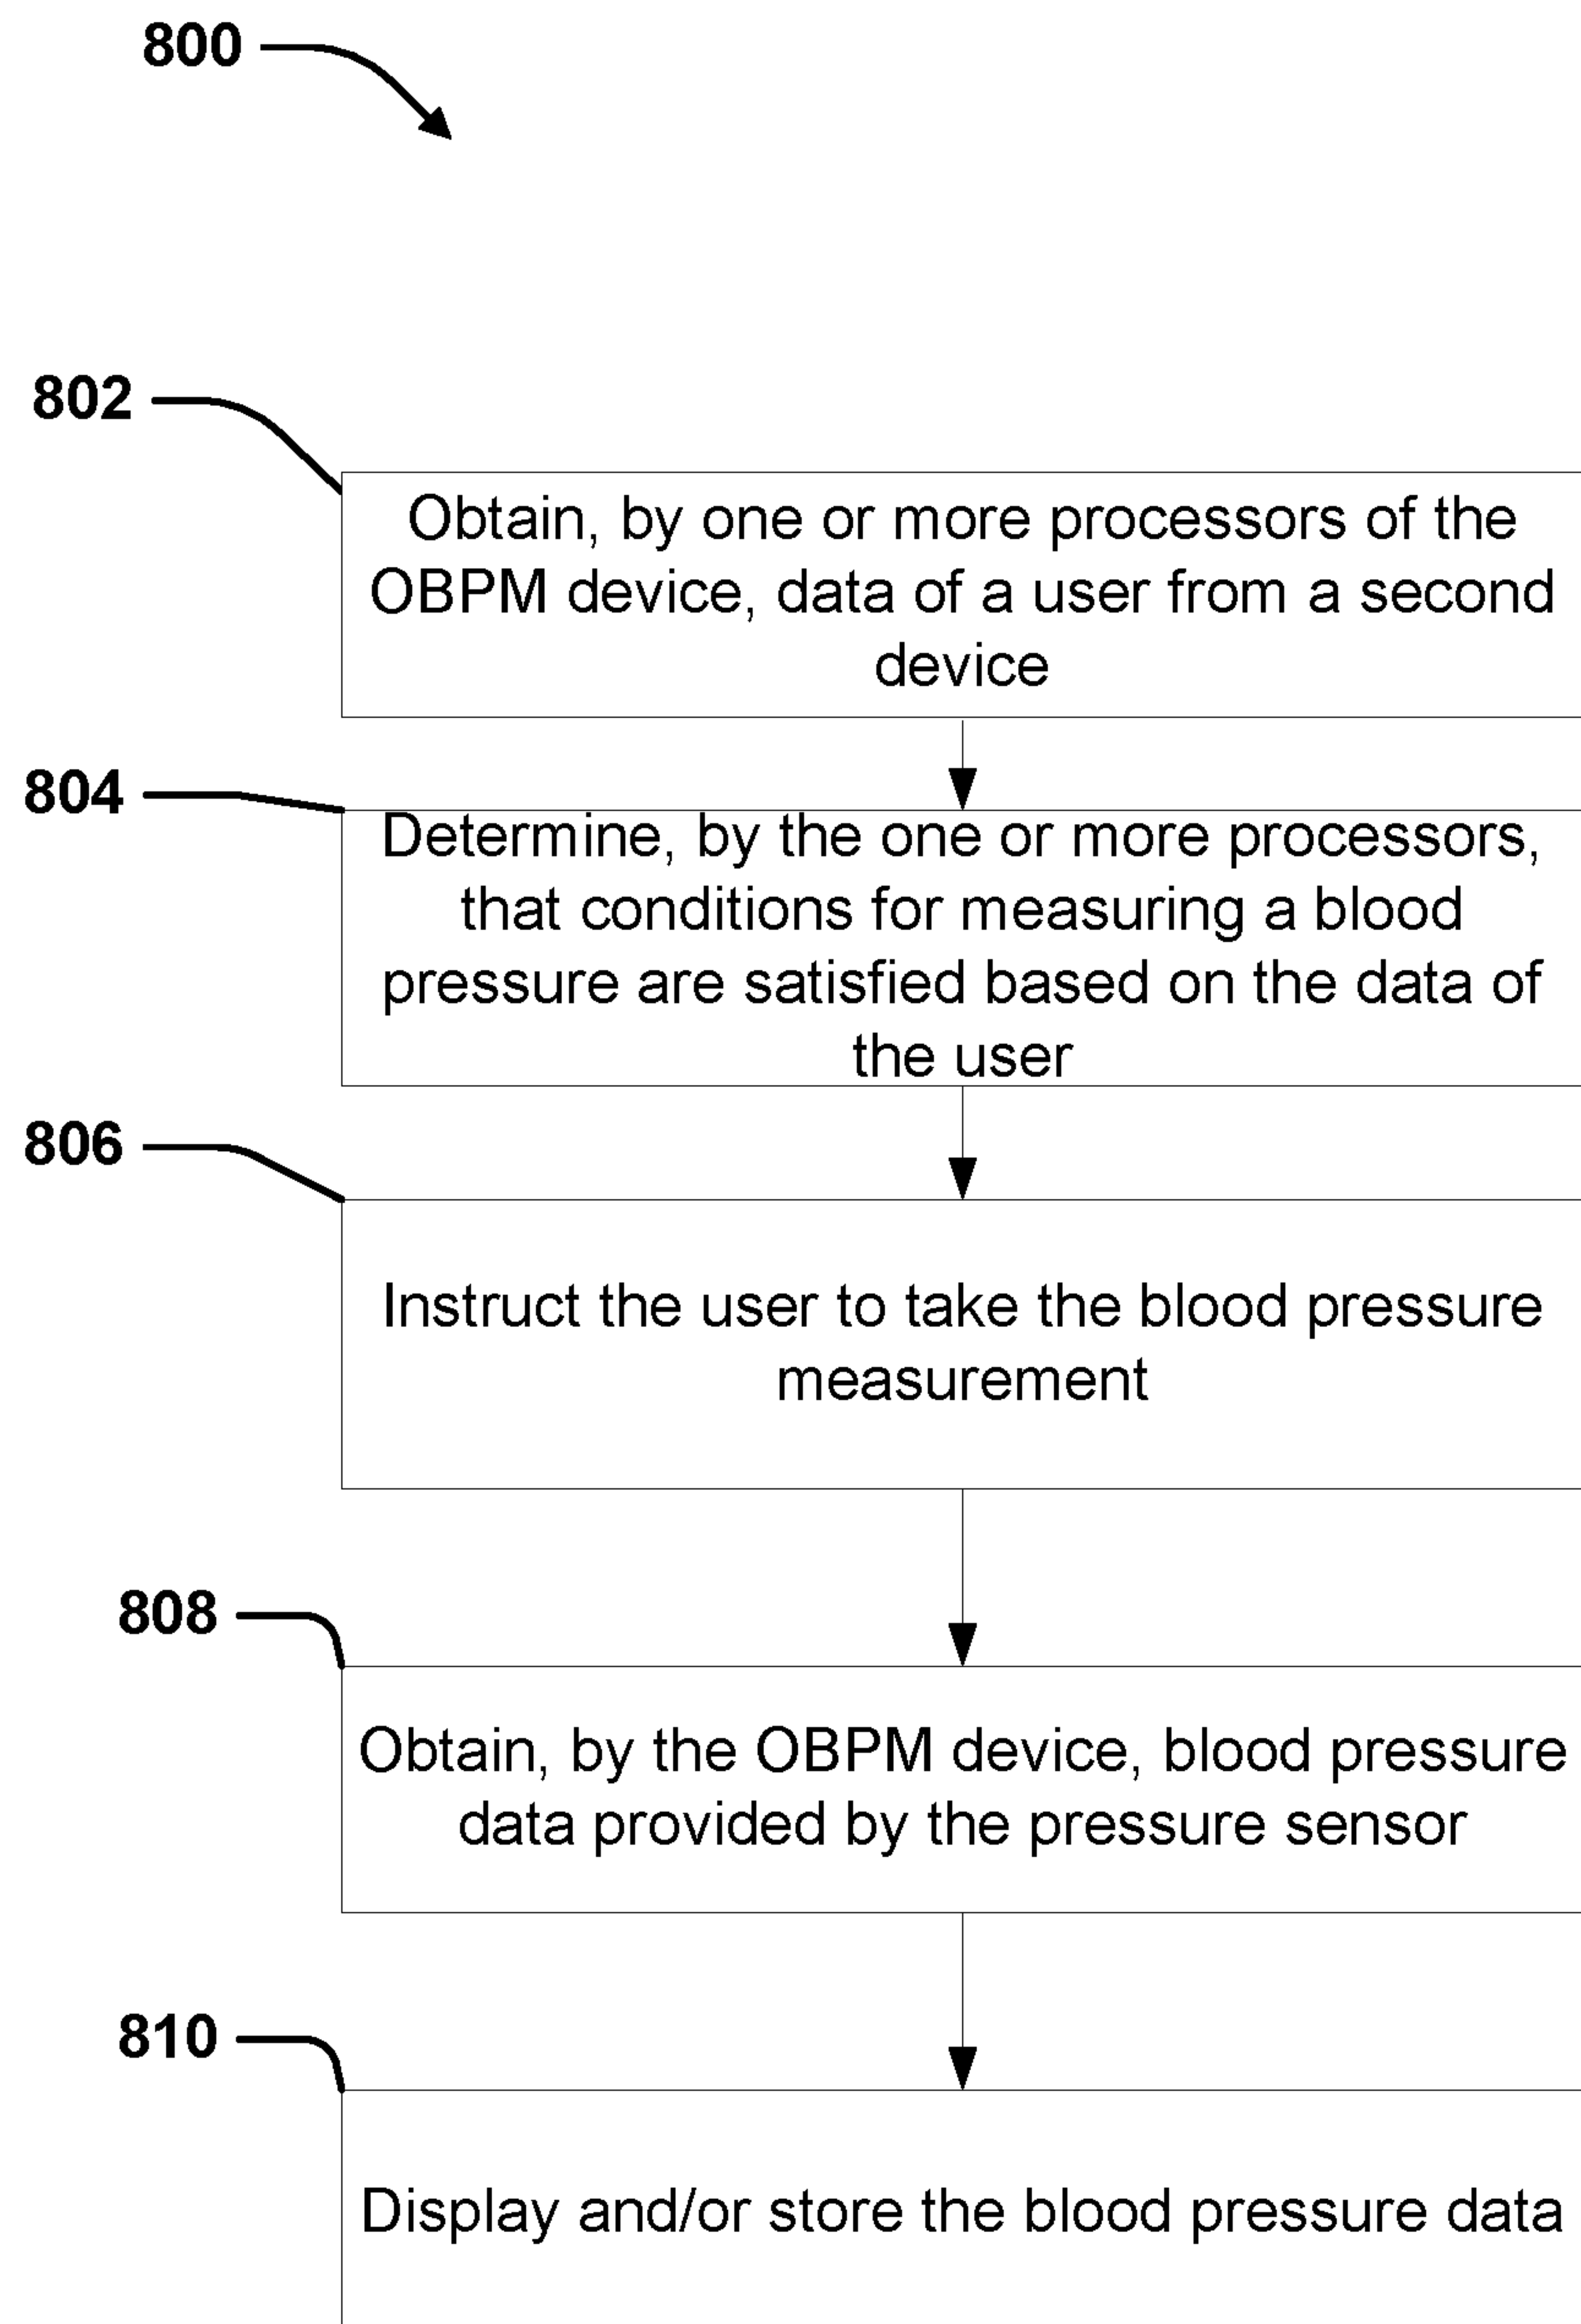 800
802
Obtain, by one or more processors of the
OBPM device, data of a user from a second
device
804
Determine, by the one or more processors,
that conditions for measuring a blood
pressure are satisfied based on the data of
the user
806
Instruct the user to take the blood pressure
measurement
808
Obtain, by the OBPM device, blood pressure
data provided by the pressure sensor
810
Display and/or store the blood pressure data